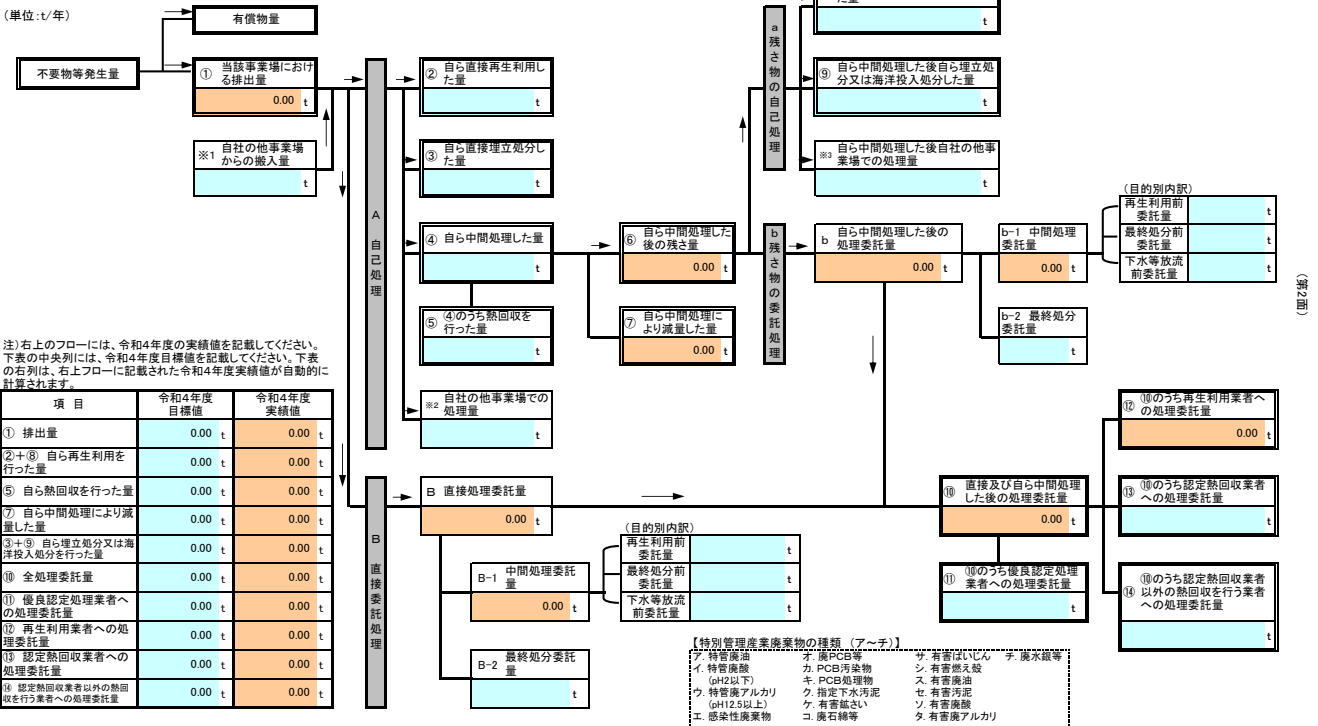 (単位:t/年)
有償物量
不要物等発生量
① 当該事業場におけ
る排出量
0.00 t
※1 自社の他事業場
からの搬入量
t
A 自己処理
② 自ら直接再生利用し
た量
t
③ 自ら直接埋立処分し
た量
t
④ 自ら中間処理した量
t
⑤ ④のうち熱回収を
行った量
t
※2 自社の他事業場での
処理量
t
⑥ 自ら中間処理した
後の残さ量
0.00 t
⑦ 自ら中間処理に
より減量した量
0.00 t
a 残さ物の自己処理
t
⑨ 自ら中間処理した後自ら埋立処
分又は海洋投入処分した量
t
※3 自ら中間処理した後自社の他事
業場での処理量
t
b 残さ物の委託処理
b 自ら中間処理した後の
処理委託量
0.00 t
b-1 中間処理
委託量
0.00 t
(目的別内訳)
再生利用前
委託量 t
最終処分前
委託量 t
下水等放流
前委託量 t
b-2 最終処分
委託量
t
(第2面)
注)右上のフローには、令和4年度の実績値を記載してください。
下表の中央列には、令和4年度目標値を記載してください。下表
の右列は、右上フローに記載された令和4年度実績値が自動的に
計算されます。
項 目 令和4年度
目標値 令和4年度
実績値
① 排出量 0.00 t 0.00 t
②+⑧ 自ら再生利用を
行った量 0.00 t 0.00 t
⑤ 自ら熱回収を行った量 0.00 t 0.00 t
⑦ 自ら中間処理により減
量した量 0.00 t 0.00 t
③+⑨ 自ら埋立処分又は海
洋投入処分を行った量 0.00 t 0.00 t
⑩ 全処理委託量 0.00 t 0.00 t
⑪ 優良認定処理業者へ
の処理委託量 0.00 t 0.00 t
⑫ 再生利用業者への処
理委託量 0.00 t 0.00 t
⑬ 認定熱回収業者への
処理委託量 0.00 t 0.00 t
⑭ 認定熱回収業者以外の熱回
収を行う業者への処理委託量 0.00 t 0.00 t
B 直接委託処理
B 直接処理委託量
0.00 t
B-1 中間処理委託
量
0.00 t
(目的別内訳)
再生利用前
委託量 t
最終処分前
委託量 t
下水等放流
前委託量 t
B-2 最終処分委託
量
t
⑩ 直接及び自ら中間処理
した後の処理委託量
0.00 t
⑪ ⑩のうち優良認定処理
業者への処理委託量
t
⑫ ⑩のうち再生利用業者へ
の処理委託量
0.00 t
⑬ ⑩のうち認定熱回収業者
への処理委託量
t
⑭ ⑩のうち認定熱回収業者
以外の熱回収を行う業者
への処理委託量
t
【特別管理産業廃棄物の種類 (ア~チ)】
ア. 特管廃油 オ. 廃PCB等 サ. 有害ばいじん チ. 廃水銀等
イ. 特管廃酸 カ. PCB汚染物 シ. 有害燃え殻
(pH2以下) キ. PCB処理物 ス. 有害廃油
ウ. 特管廃アルカリ ク. 指定下水汚泥 セ. 有害汚泥
(pH12.5以上) ケ. 有害鉱さい ソ. 有害廃酸
エ. 感染性廃棄物 コ. 廃石綿等 タ. 有害廃アルカリ